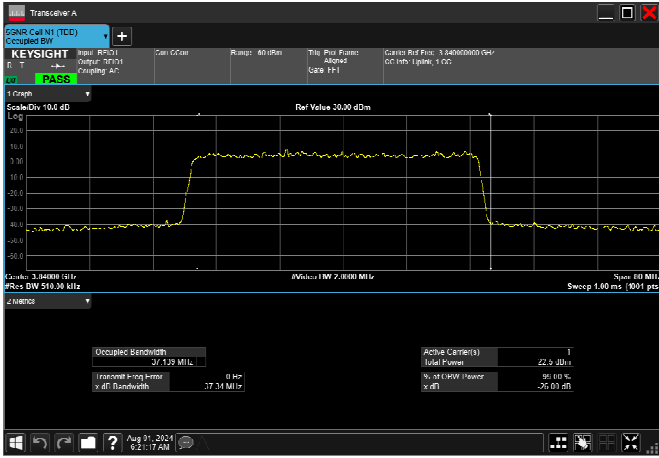 Transceiver A
5GNR Cell N1 (TDD)
Occupied BW
KEYSIGHT
R T
LW
PASS
Input: RFIO1
Output: RFIO1
Coupling: AC
Corr CCorr
Range: -60 dBm
Trig: Prol Frame
Aligned
Gate: FFT
Carrier Ref Freq: 3.840000000 GHz
CC Info: Uplink, 1 CC
1 Graph
Scale/Div 10.0 dB
Ref Value 30.00 dBm
Log
20.0
10.0
0.00
-10.0
-20.0
-30.0
-40.0
-50.0
-60.0
Center 3.84000 GHz
#Video BW 2.0000 MHz
Span 80 MHz
#Res BW 510.00 kHz
Sweep 1.00 ms (1001 pts
2 Metrics
Occupied Bandwidth
37.139 MHz
Transmit Freq Error 0 Hz
x dB Bandwidth 37.34 MHz
Active Carrier(s) 1
Total Power 22.5 dBm
% of OBW Power 99.00 %
x dB -26.00 dB
Aug 01, 2024
6:21:17 AM